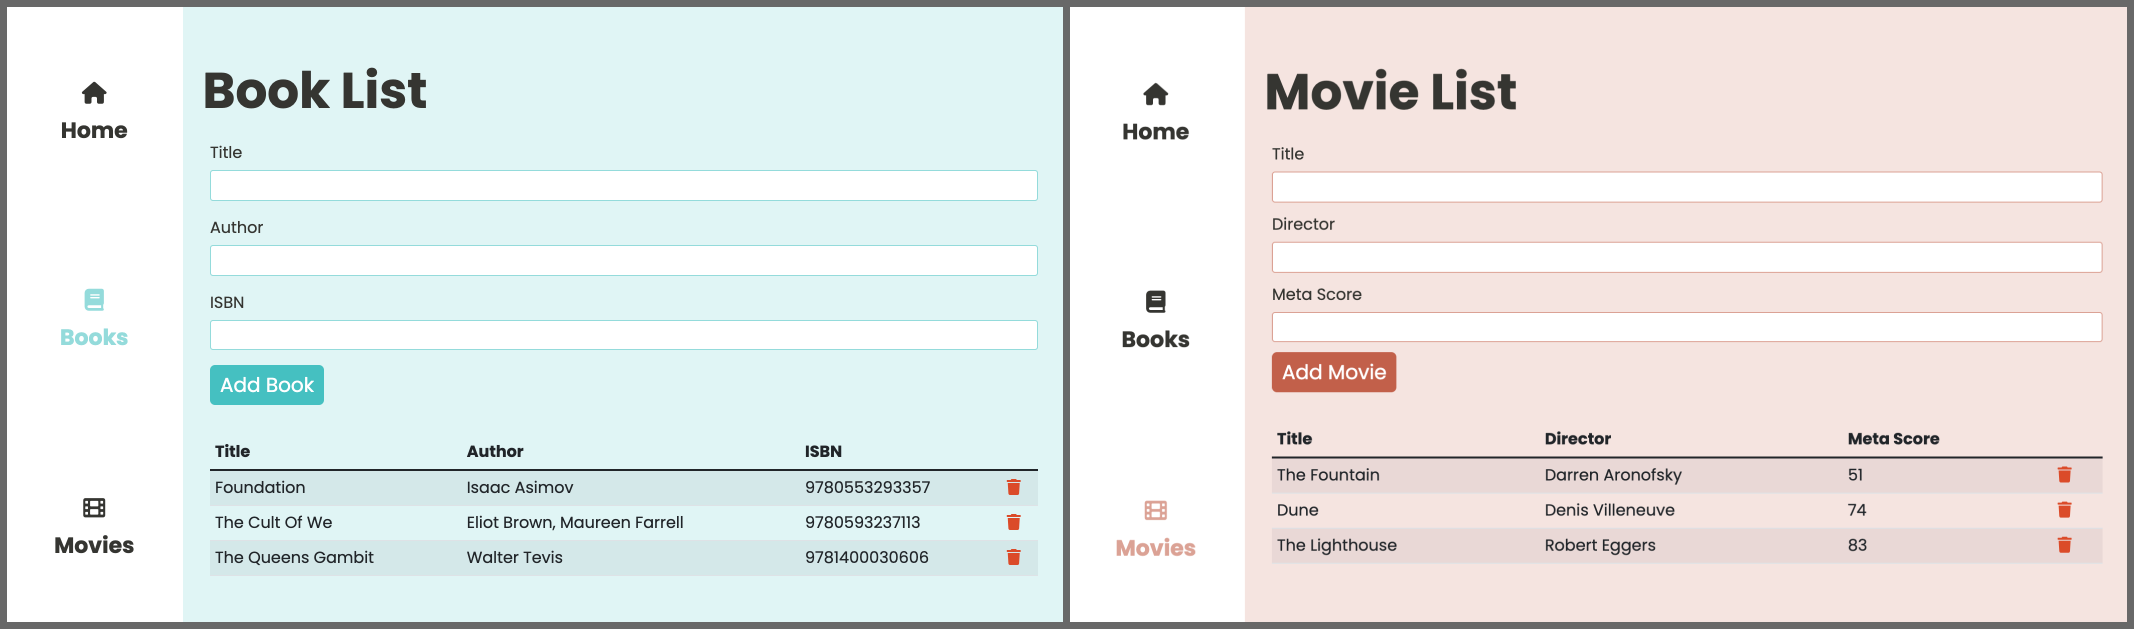 Home
Books
Movies
Book List
Title
Author
ISBN
Add Book
Title Author ISBN
Foundation Isaac Asimov 9780553293357
The Cult Of We Eliot Brown, Maureen Farrell 9780593237113
The Queens Gambit Walter Tevis 9781400030606
Home
Books
Movies
Movie List
Title
Director
Meta Score
Add Movie
Title Director Meta Score
The Fountain Darren Aronofsky 51
Dune Denis Villeneuve 74
The Lighthouse Robert Eggers 83